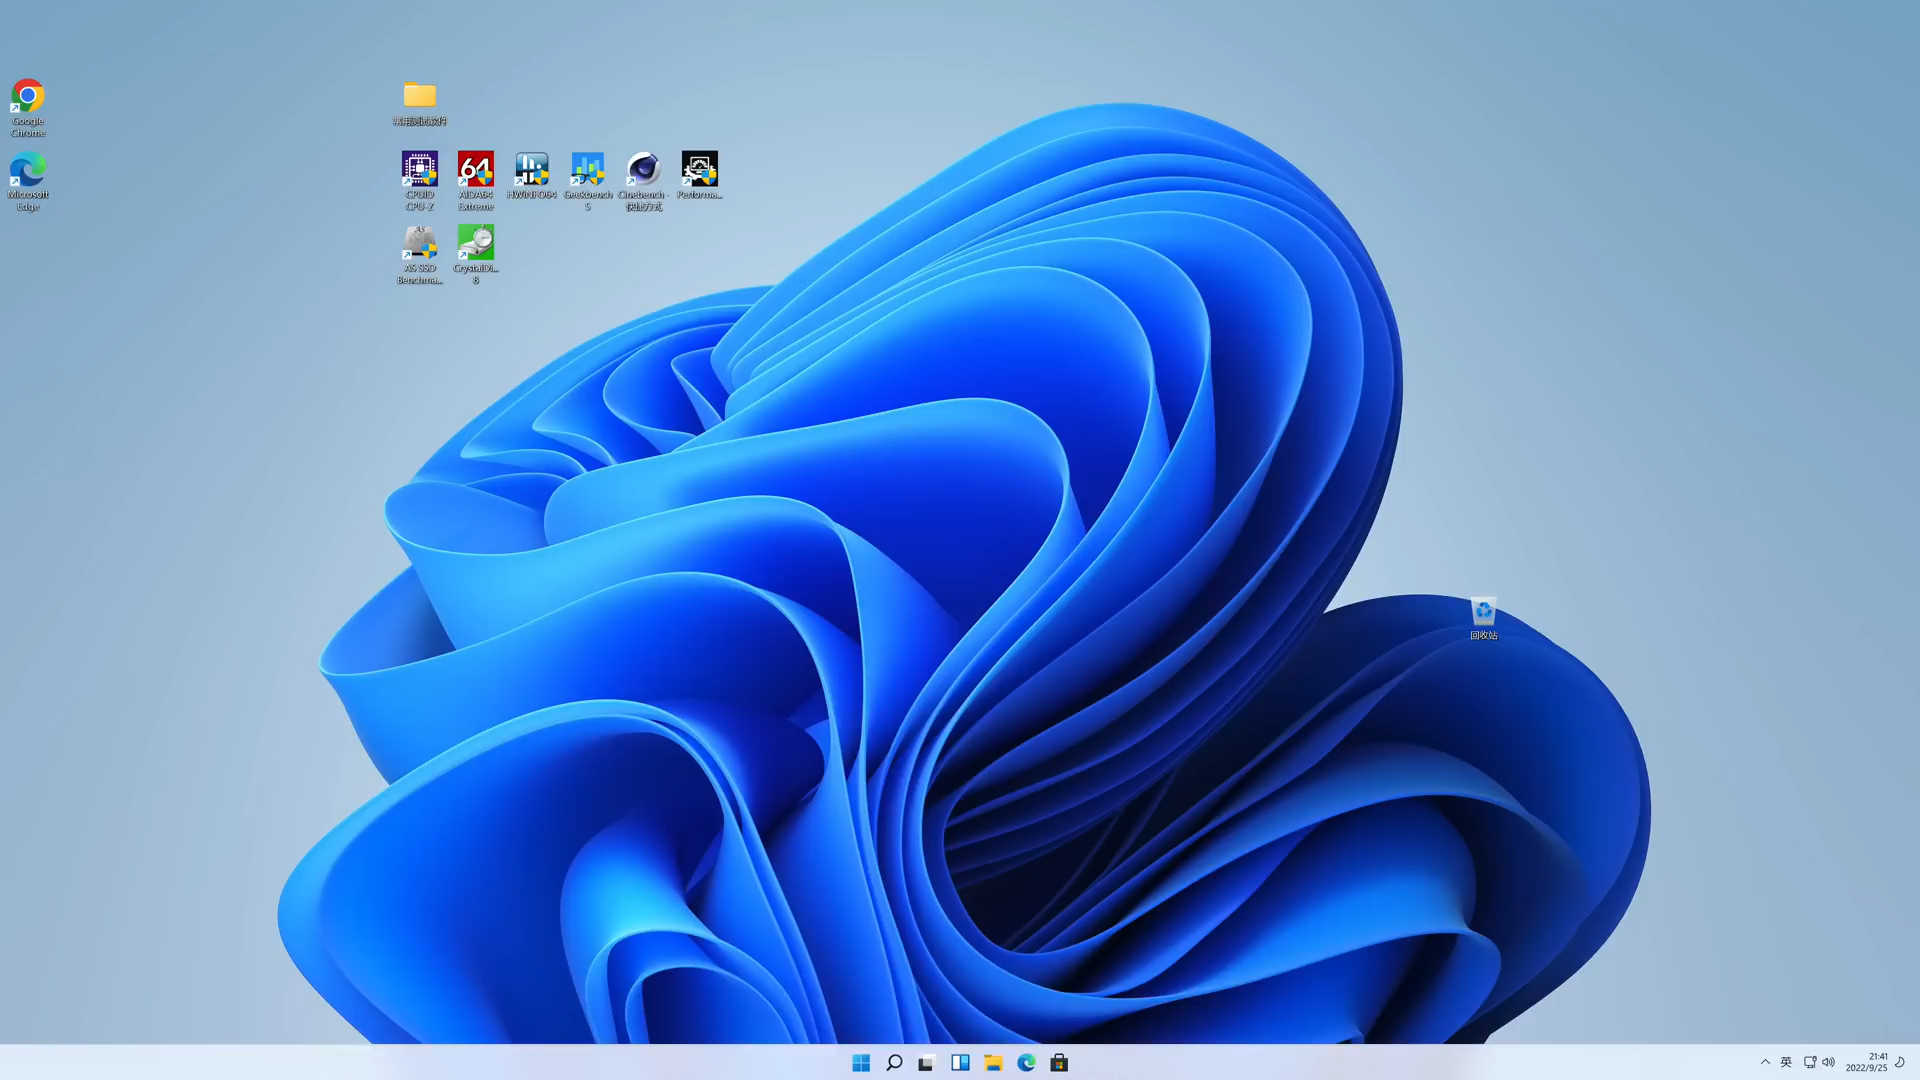 Google
Chrome
常用测试软件
CPUID
CPU-Z
64
AIDA64
Extreme
HWiNFO64
Geekbench
5
Cinebench -
快捷方式
Performa...
Microsoft
Edge
AS SSD
Benchma...
CrystalDi...
8
回收站
英
21:41
2022/9/25